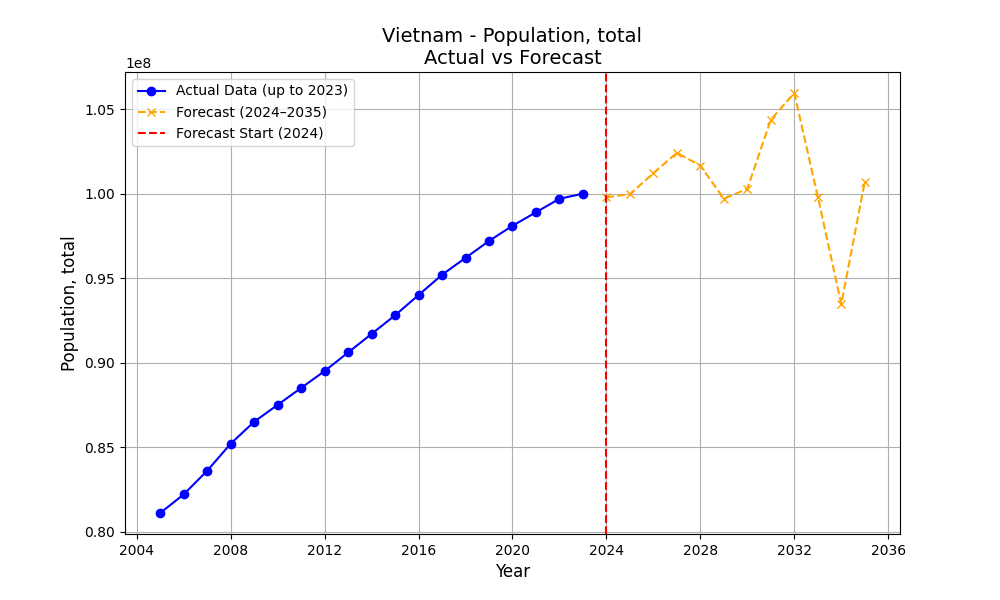 Vietnam - Population, total
Actual vs Forecast
1e8
Actual Data (up to 2023)
Forecast (2024–2035)
Forecast Start (2024)
1.05
1.00
0.95
0.90
0.85
0.80
Population, total
2004 2008 2012 2016 2020 2024 2028 2032 2036
Year